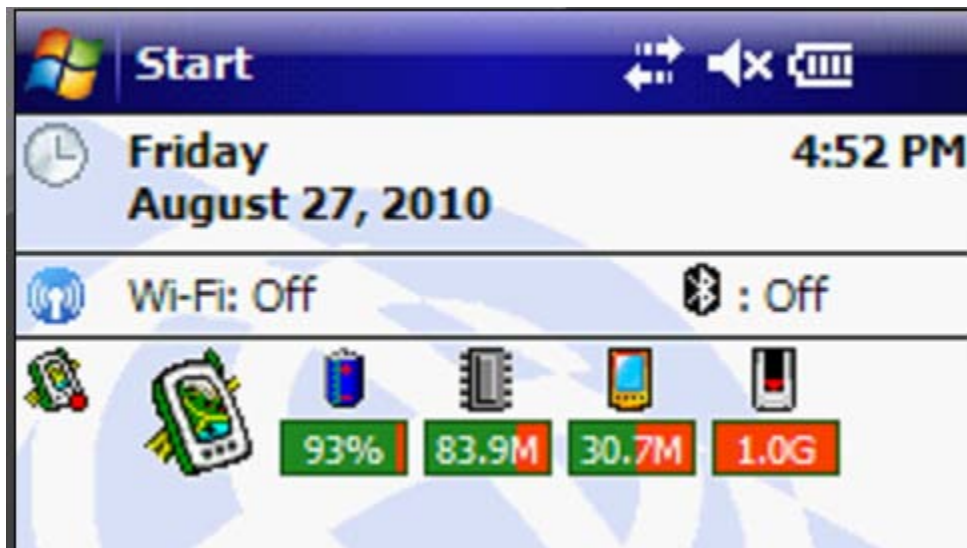 Start
Friday 4:52 PM
August 27, 2010
Wi-Fi: Off : Off
93% 83.9M 30.7M 1.0G